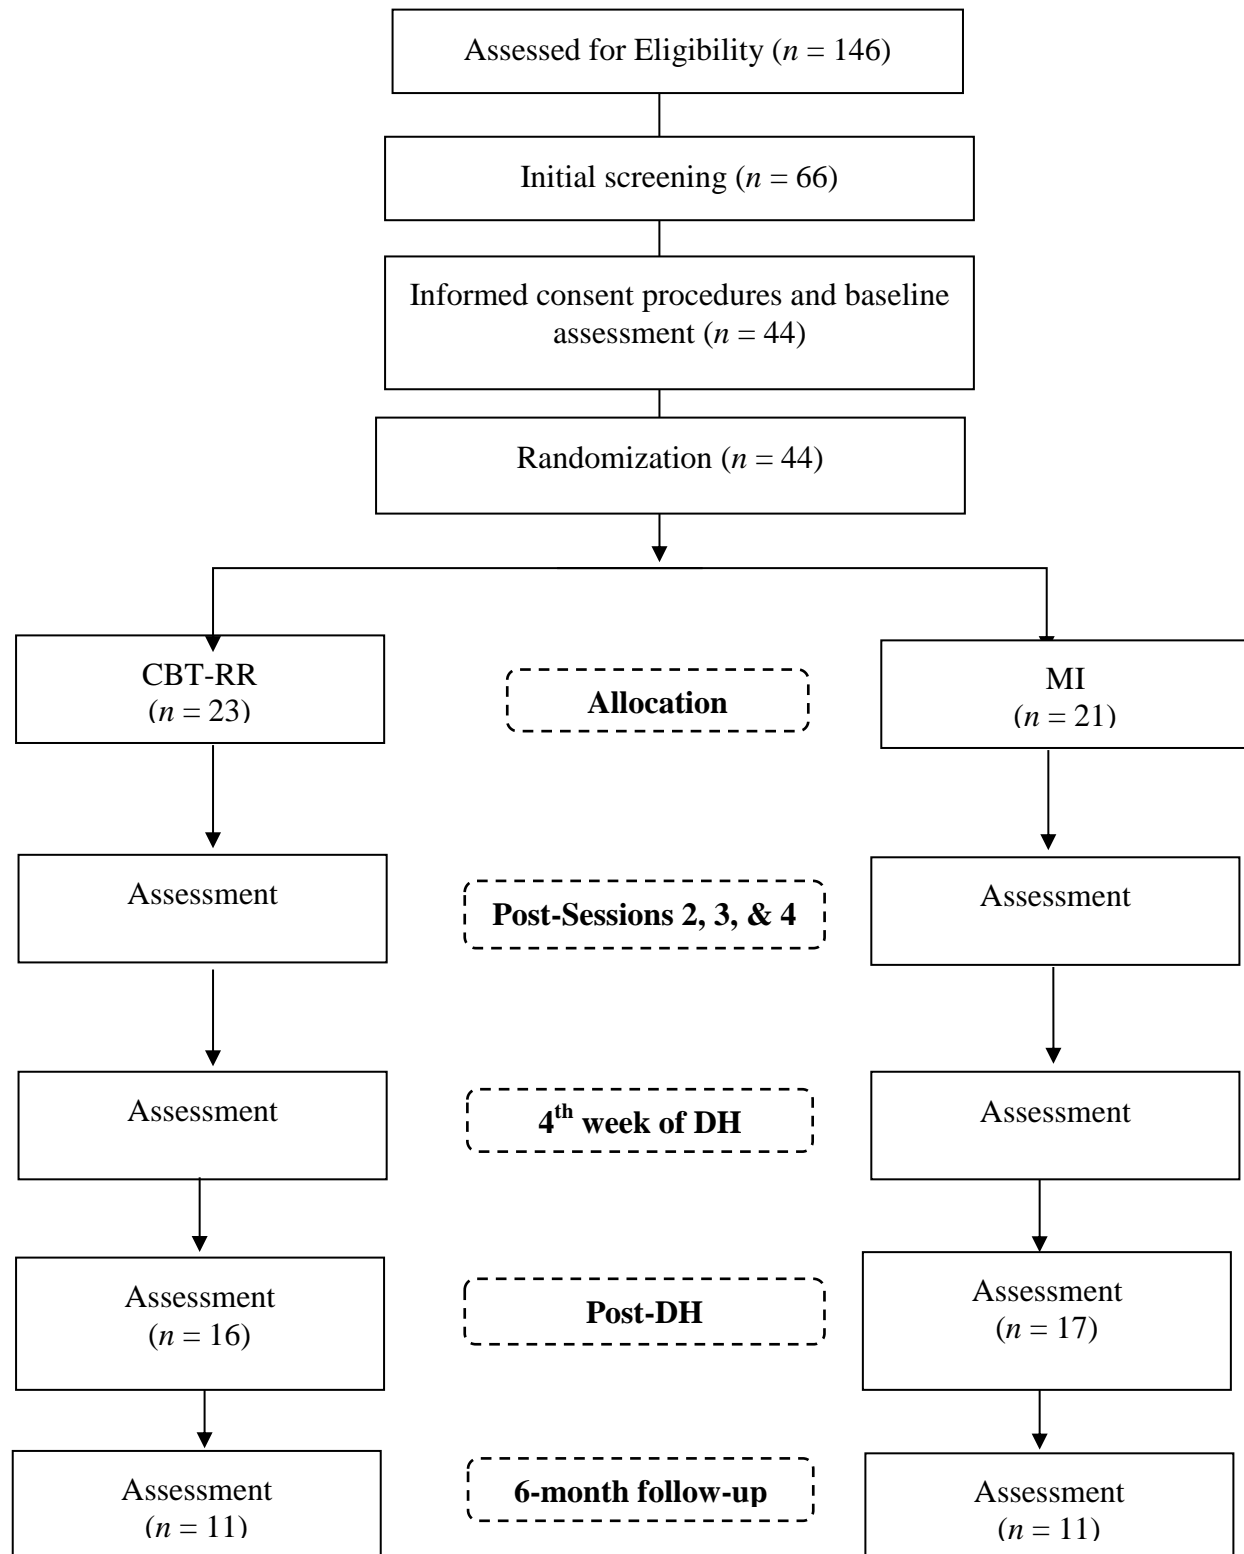 Assessed for Eligibility (n = 146)
Initial screening (n = 66)
Informed consent procedures and baseline
assessment (n = 44)
Randomization (n = 44)
CBT-RR
(n = 23)
Allocation
MI
(n = 21)
Assessment
Post-Sessions 2, 3, & 4
Assessment
Assessment
4th week of DH
Assessment
Assessment
(n = 16)
Post-DH
Assessment
(n = 17)
Assessment
(n = 11)
6-month follow-up
Assessment
(n = 11)